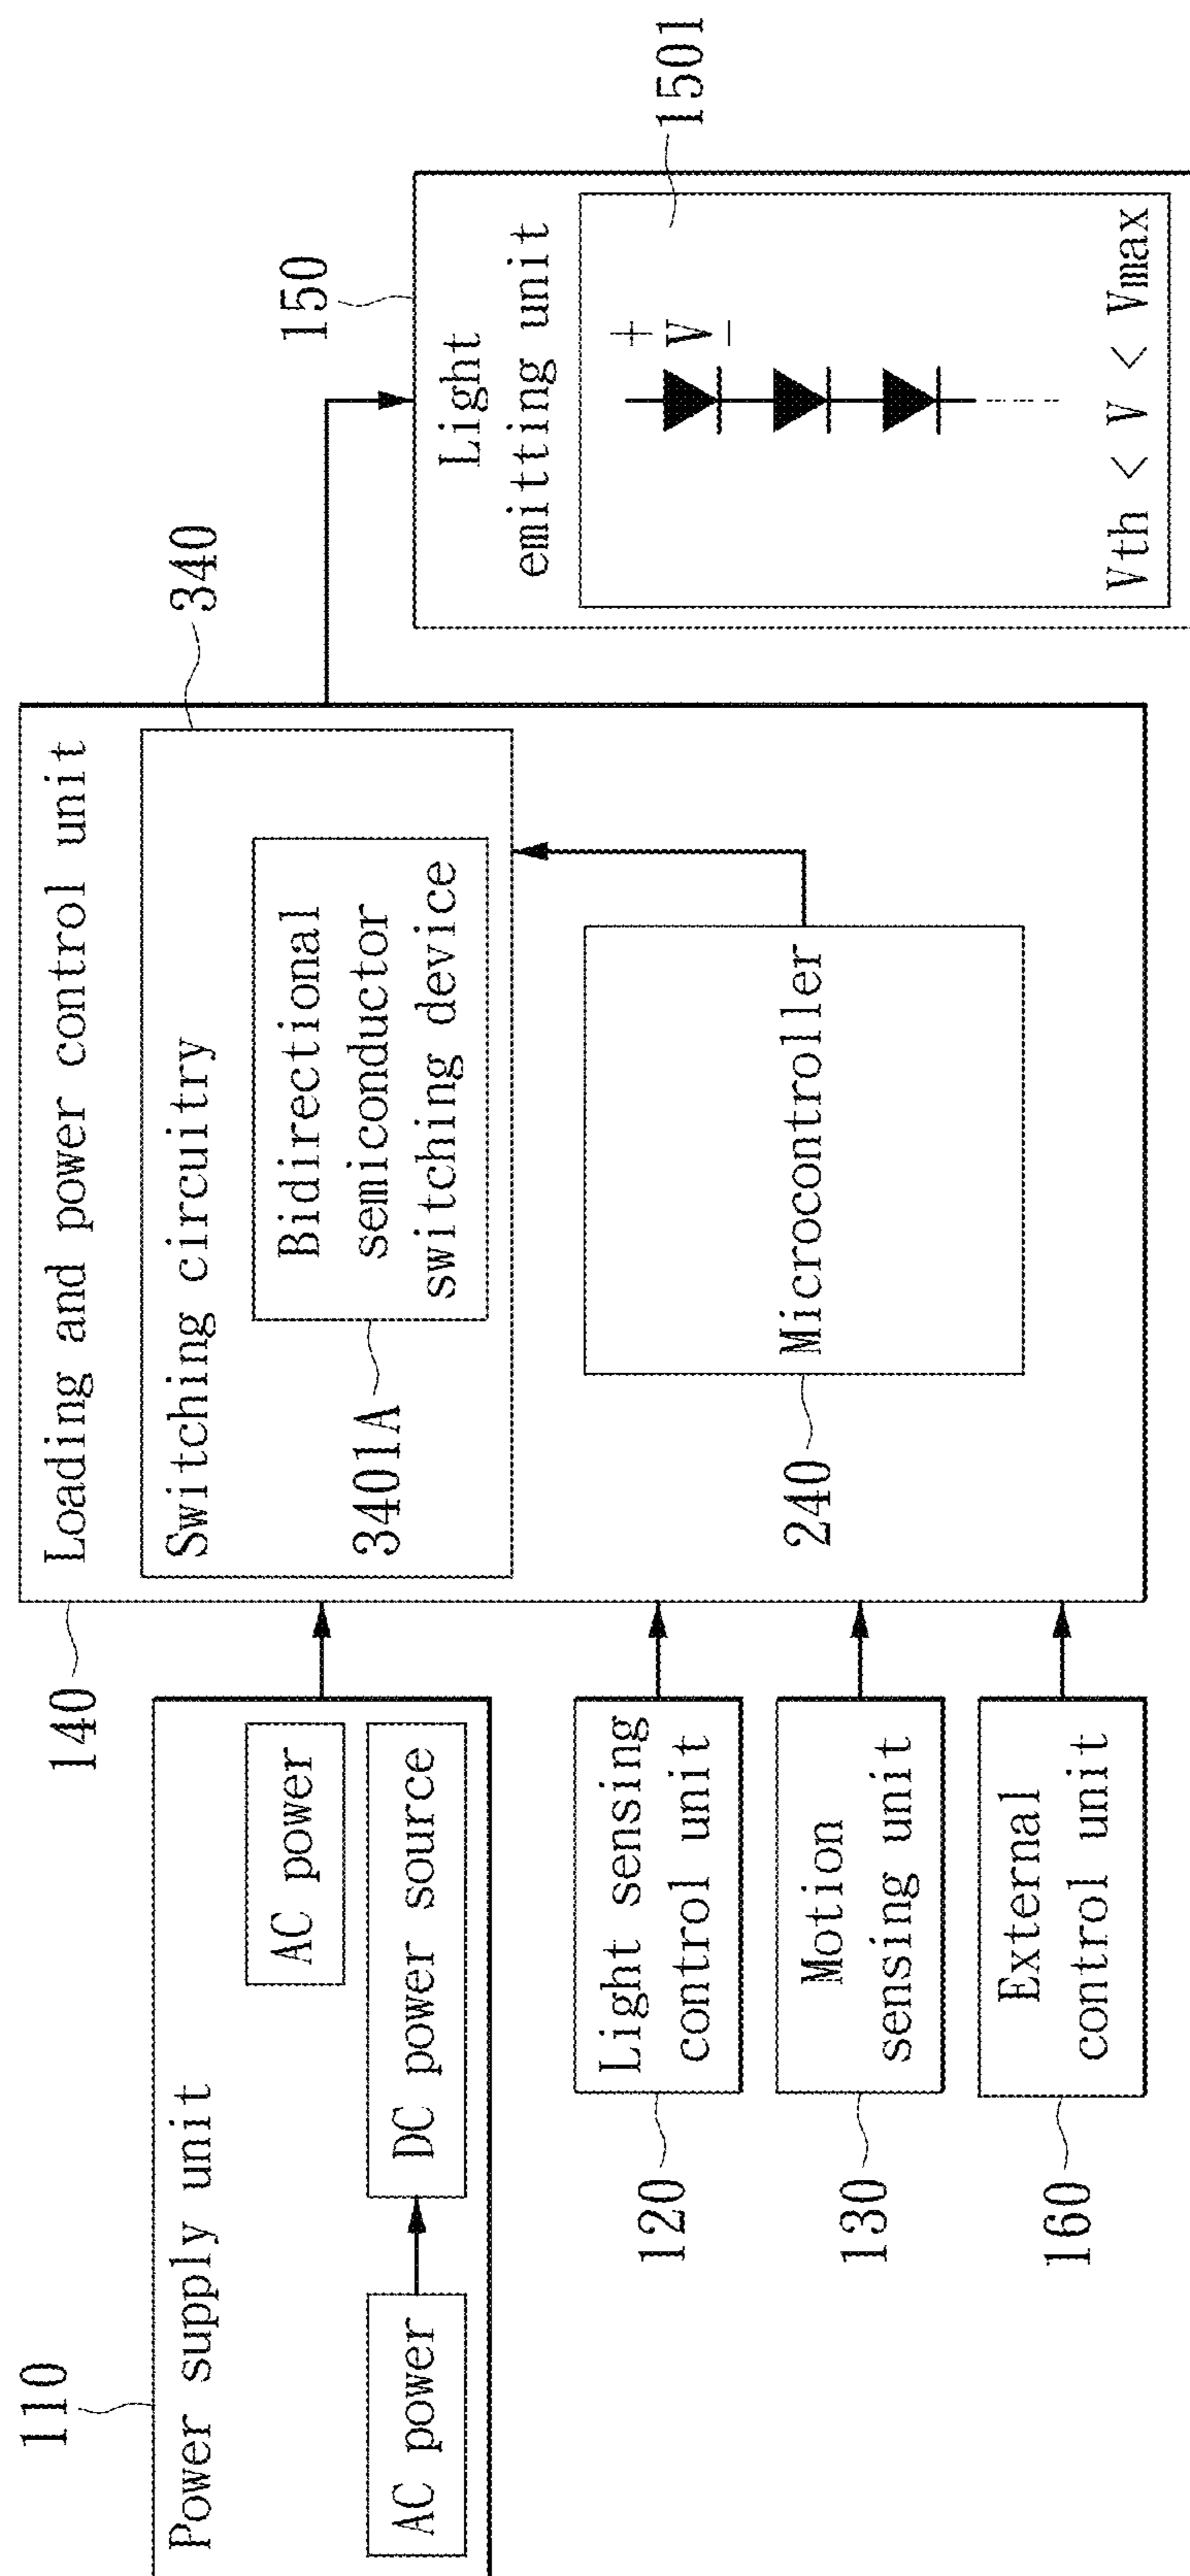 110
Power supply unit
AC power
AC power
DC power source
120
Light sensing
control unit
130
Motion
sensing unit
160
External
control unit
140
Loading and power control unit
340
Switching circuitry
Bidirectional
semiconductor
switching device
3401A
Microcontroller
240
150
Light
emitting unit
+
V
-
1501
Vth < V < Vmax